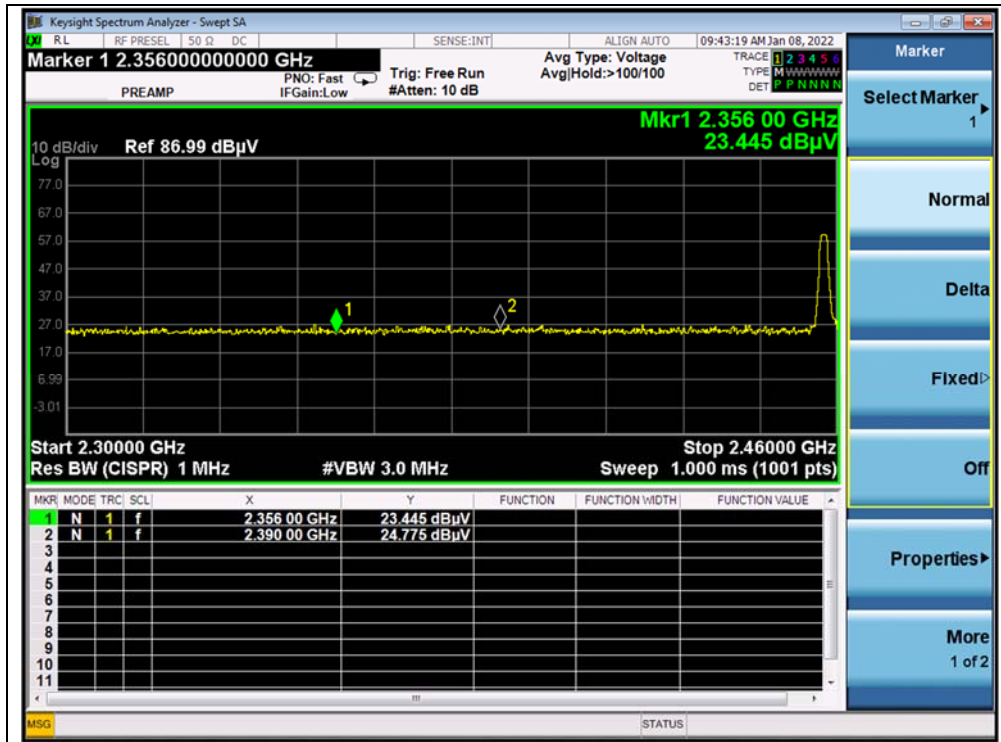 Keysight Spectrum Analyzer - Swept SA
LXI RL RF PRESEL 50 Ω DC SENSE:INT ALIGN AUTO 09:43:19 AM Jan 08, 2022
Marker 1 2.356000000000 GHz
Avg Type: Voltage
TRACE 1 2 3 4 5 6
PNO: Fast Trig: Free Run Avg|Hold:>100/100
TYPE M WWWWW
PREAMP IFGain:Low #Atten: 10 dB
DET P P N N N N
Mkr1 2.356 00 GHz
10 dB/div Ref 86.99 dBµV 23.445 dBµV
Log
77.0
67.0
57.0
47.0
37.0
1 2
27.0
17.0
6.99
-3.01
Start 2.30000 GHz Stop 2.46000 GHz
Res BW (CISPR) 1 MHz #VBW 3.0 MHz Sweep 1.000 ms (1001 pts)
MKR MODE TRC SCL X Y FUNCTION FUNCTION WIDTH FUNCTION VALUE
1 N 1 f 2.356 00 GHz 23.445 dBµV
2 N 1 f 2.390 00 GHz 24.775 dBµV
3
4
5
6
7
8
9
10
11
MSG STATUS
Marker
Select Marker
1
Normal
Delta
Fixed
Off
Properties
More
1 of 2